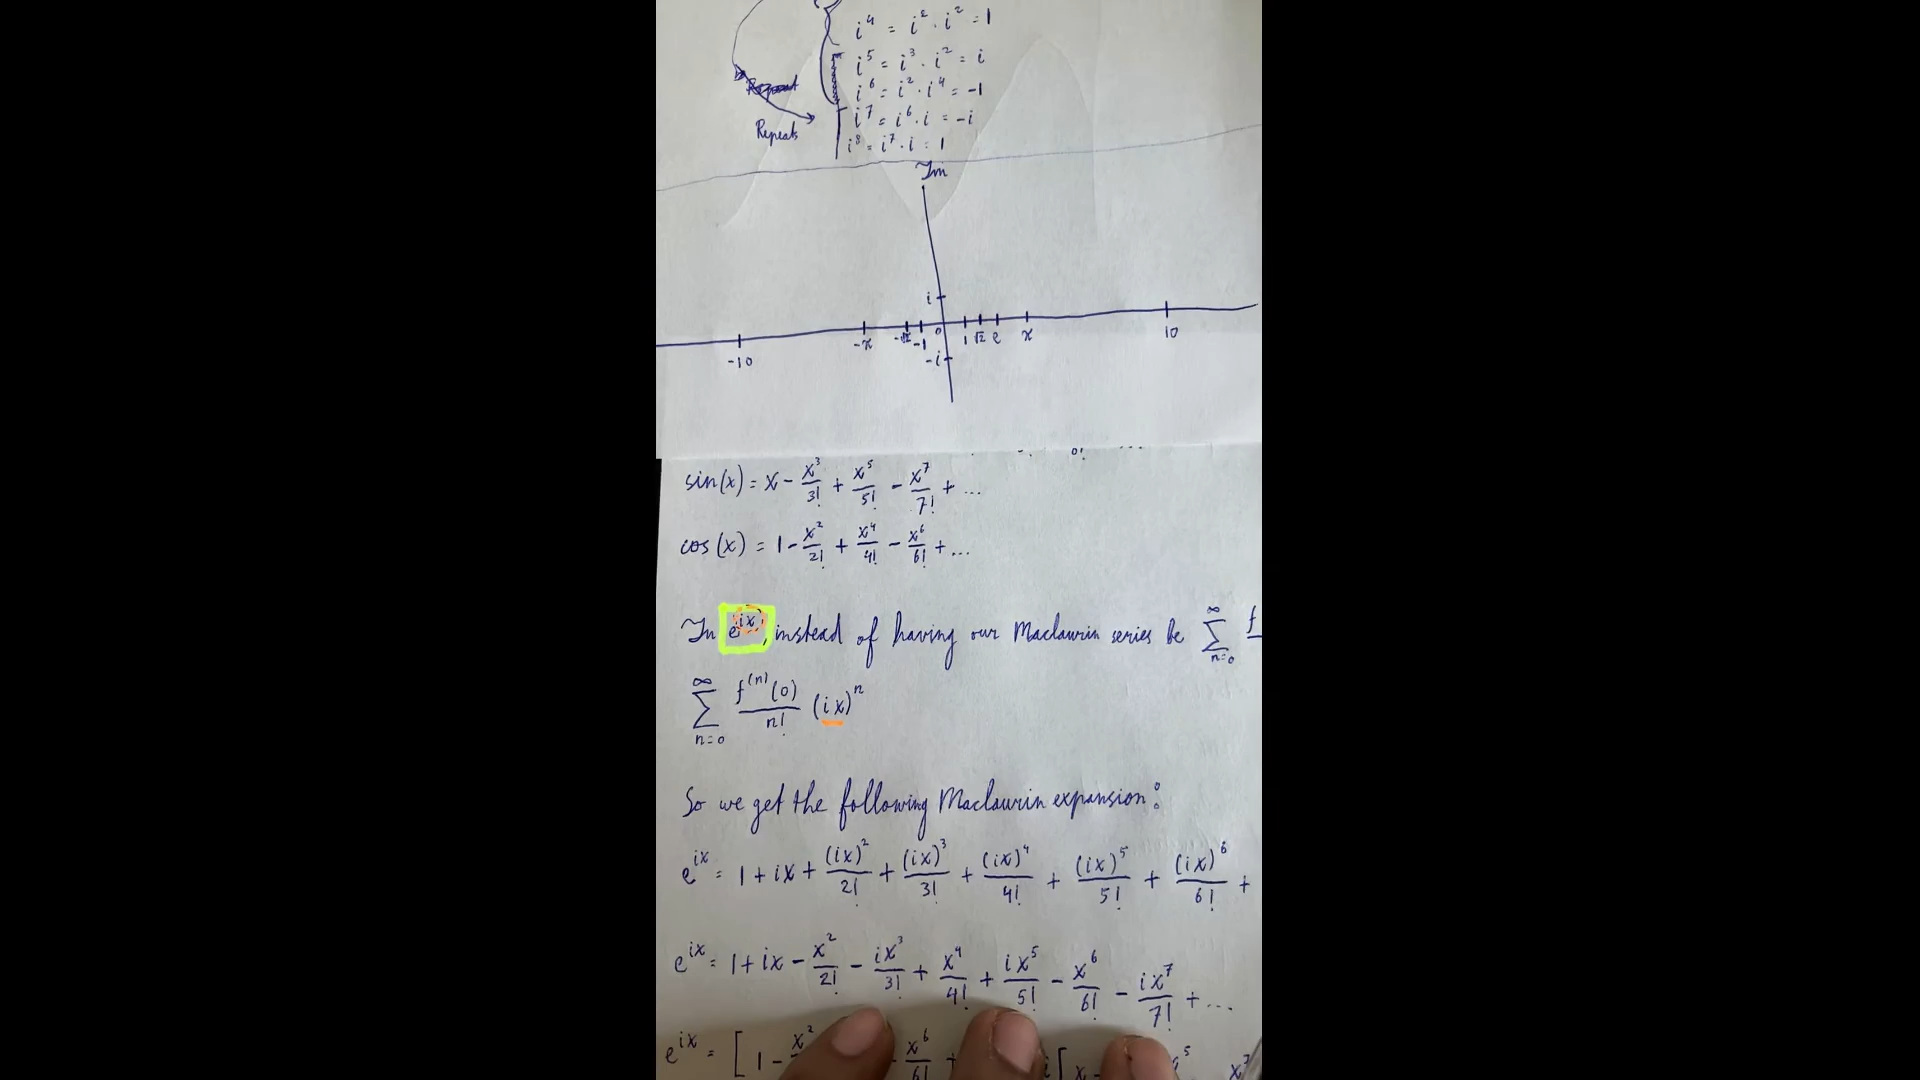 i⁴ = i² · i² = 1
i⁵ = i³ · i² = i
i⁶ = i² · i⁴ = -1
i⁷ = i⁶ · i = -i
Repeats
i⁸ = i⁷ · i = 1
Im
i
-10 -π -√2 -1 0 1 √2 e π 10
-i
sin(x) = x - x³/3! + x⁵/5! - x⁷/7! + ...
cos(x) = 1 - x²/2! + x⁴/4! - x⁶/6! + ...
In e^(ix), instead of having our Maclaurin series be ∑_(n=0)^∞ f
∑_(n=0)^∞ f⁽ⁿ⁾(0)/n! (ix)ⁿ
So we get the following Maclaurin expansion:
e^(ix) = 1 + ix + (ix)²/2! + (ix)³/3! + (ix)⁴/4! + (ix)⁵/5! + (ix)⁶/6! +
e^(ix) = 1 + ix - x²/2! - ix³/3! + x⁴/4! + ix⁵/5! - x⁶/6! - ix⁷/7! + ...
e^(ix) = [1 - x² - x⁶/6! + i[x -